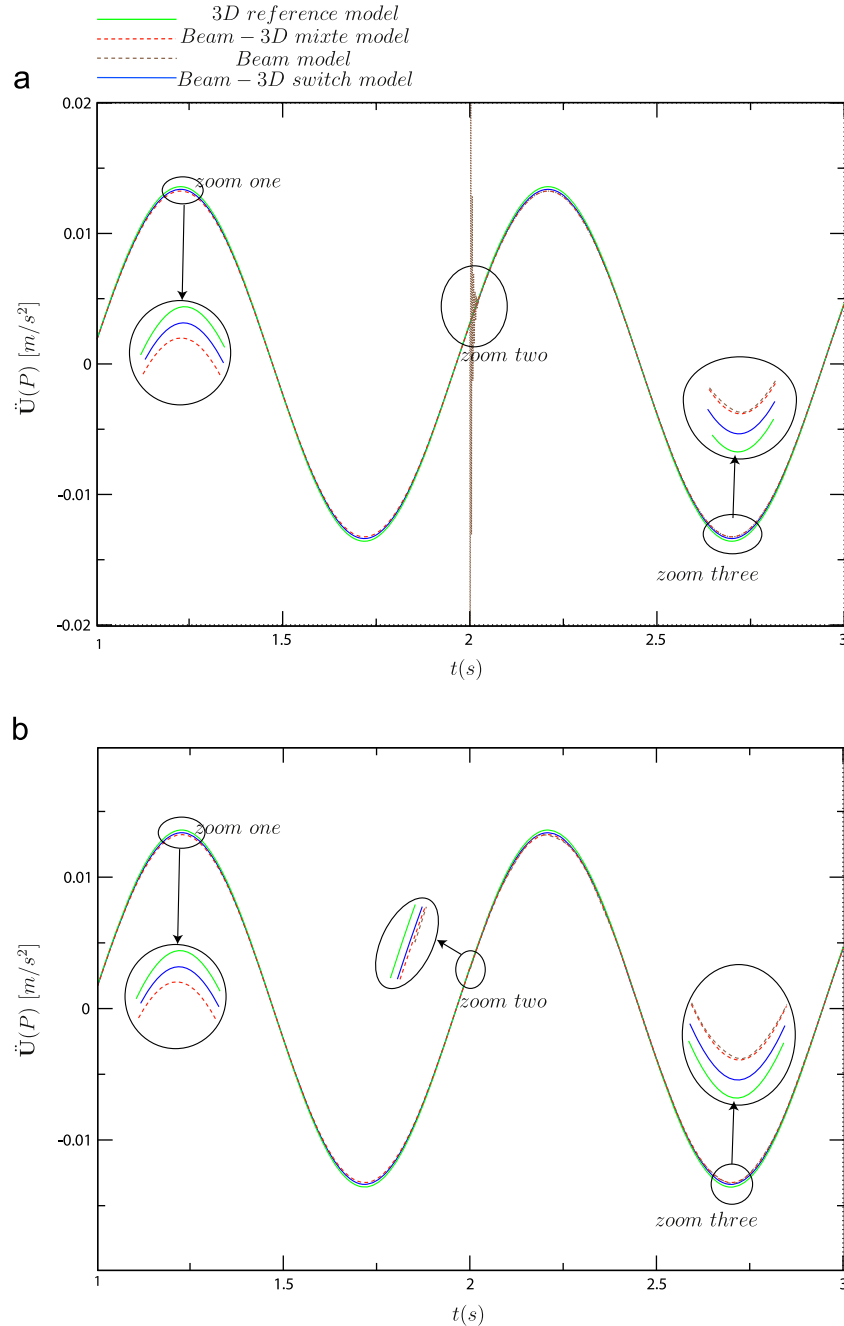 3D reference model
Beam − 3D mixte model
Beam model
Beam − 3D switch model
a
0.02
0.01
0
-0.01
-0.02
Ü(P) [m/s²]
zoom one
zoom two
zoom three
1
1.5
2
2.5
3
t(s)
b
0.01
0
-0.01
Ü(P) [m/s²]
zoom one
zoom two
zoom three
1
1.5
2
2.5
3
t(s)